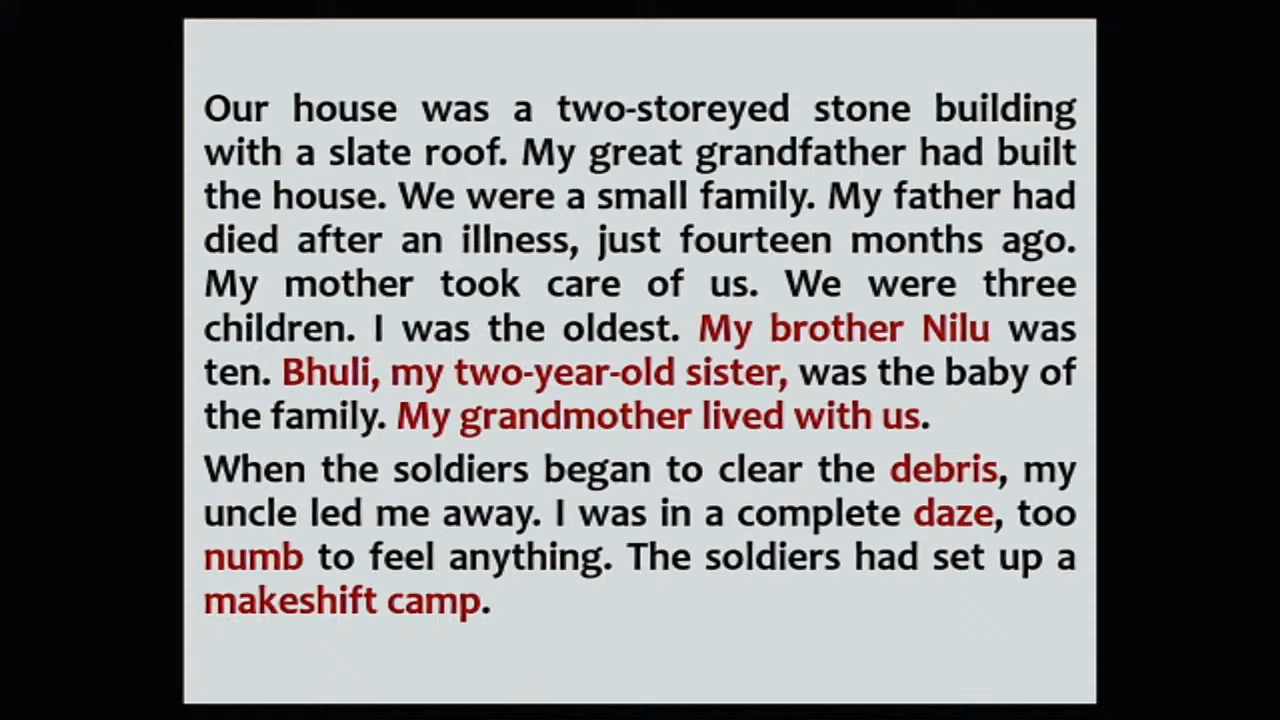 Our house was a two-storeyed stone building
with a slate roof. My great grandfather had built
the house. We were a small family. My father had
died after an illness, just fourteen months ago.
My mother took care of us. We were three
children. I was the oldest. My brother Nilu was
ten. Bhuli, my two-year-old sister, was the baby of
the family. My grandmother lived with us.
When the soldiers began to clear the debris, my
uncle led me away. I was in a complete daze, too
numb to feel anything. The soldiers had set up a
makeshift camp.